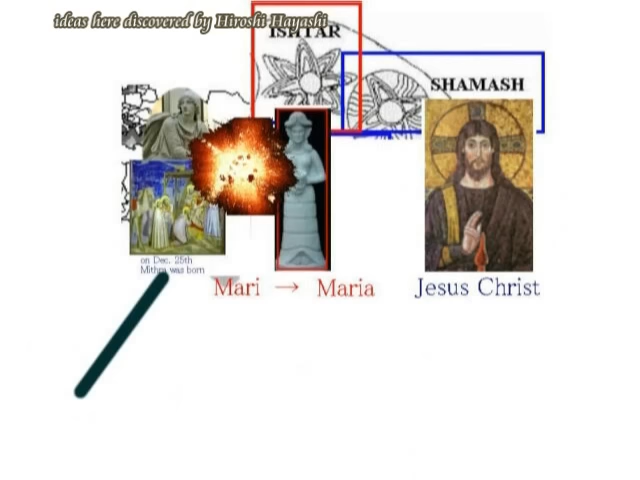 ideas here discovered by Hiroshi Hayashi
ISHTAR
SHAMASH
on Dec. 25th
Mithra was born
Mari → Maria
Jesus Christ